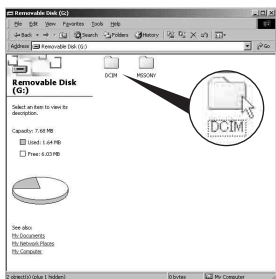 Removable Disk (G:)
File Edit View Favorites Tools Help
Back Search Folders History
Address Removable Disk (G:) Go
Removable Disk
(G:)
DCIM MSSONY
DCIM
Select an item to view its
description.
Capacity: 7.68 MB
Used: 1.64 MB
Free: 6.03 MB
See also:
My Documents
My Network Places
My Computer
2 object(s) (plus 1 hidden) 0 bytes My Computer